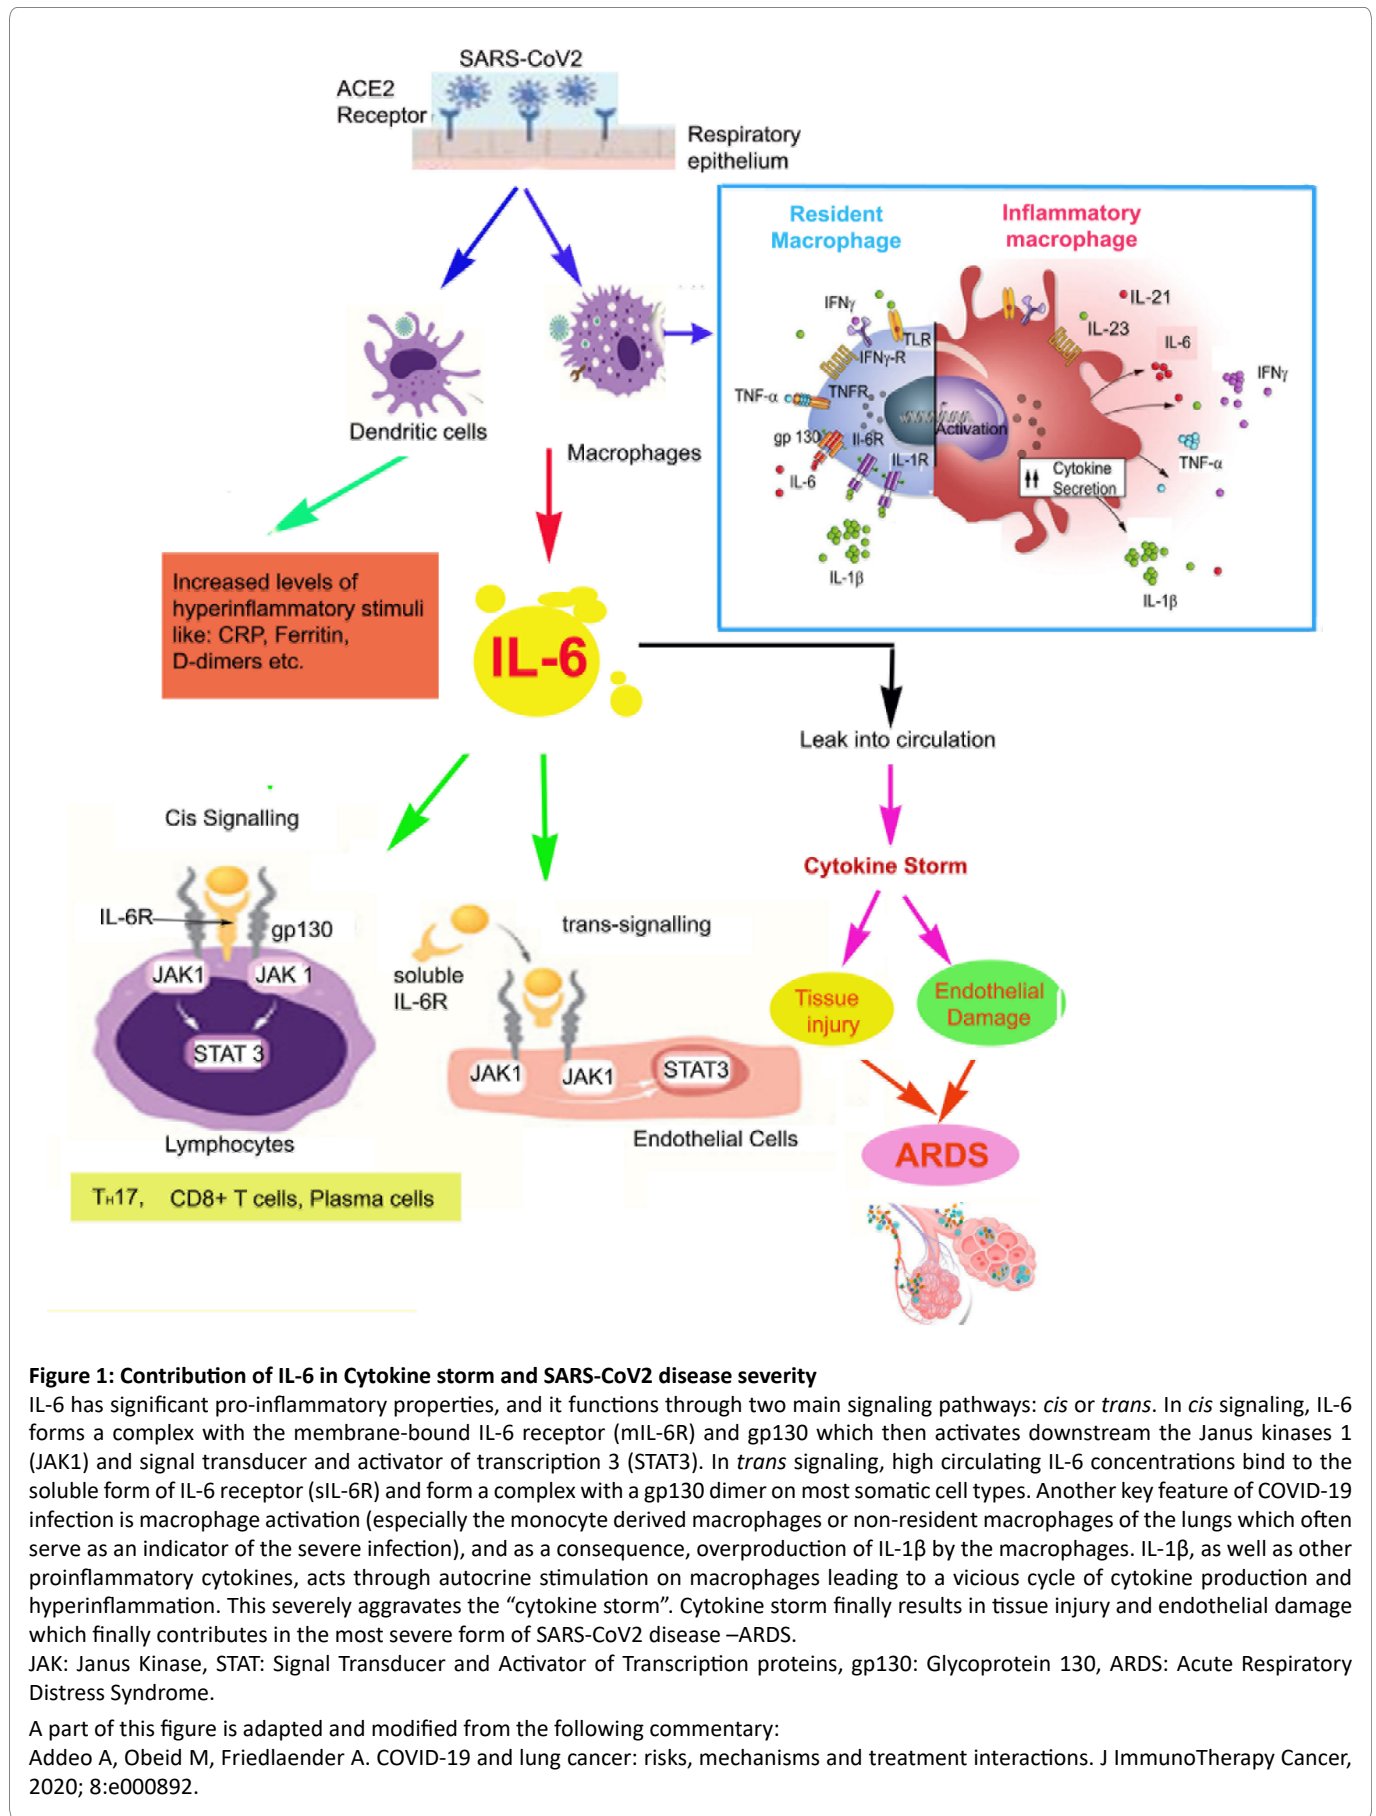 SARS-CoV2
ACE2
Receptor
Respiratory
epithelium
Dendritic cells
Macrophages
Resident
Macrophage
Inflammatory
macrophage
IFNγ
TLR
IFNγ-R
TNF-α
TNFR
gp 130
Il-6R
IL-1R
IL-6
IL-1β
Activation
IL-21
IL-23
IL-6
IFNγ
TNF-α
Cytokine
Secretion
IL-1β
Increased levels of
hyperinflammatory stimuli
like: CRP, Ferritin,
D-dimers etc.
IL-6
Leak into circulation
Cytokine Storm
Tissue
injury
Endothelial
Damage
ARDS
Cis Signalling
IL-6R
gp130
JAK1
JAK 1
STAT 3
Lymphocytes
TH17, CD8+ T cells, Plasma cells
trans-signalling
soluble
IL-6R
JAK1
JAK1
STAT3
Endothelial Cells
Figure 1: Contribution of IL-6 in Cytokine storm and SARS-CoV2 disease severity
IL-6 has significant pro-inflammatory properties, and it functions through two main signaling pathways: cis or trans. In cis signaling, IL-6
forms a complex with the membrane-bound IL-6 receptor (mIL-6R) and gp130 which then activates downstream the Janus kinases 1
(JAK1) and signal transducer and activator of transcription 3 (STAT3). In trans signaling, high circulating IL-6 concentrations bind to the
soluble form of IL-6 receptor (sIL-6R) and form a complex with a gp130 dimer on most somatic cell types. Another key feature of COVID-19
infection is macrophage activation (especially the monocyte derived macrophages or non-resident macrophages of the lungs which often
serve as an indicator of the severe infection), and as a consequence, overproduction of IL-1β by the macrophages. IL-1β, as well as other
proinflammatory cytokines, acts through autocrine stimulation on macrophages leading to a vicious cycle of cytokine production and
hyperinflammation. This severely aggravates the “cytokine storm”. Cytokine storm finally results in tissue injury and endothelial damage
which finally contributes in the most severe form of SARS-CoV2 disease –ARDS.
JAK: Janus Kinase, STAT: Signal Transducer and Activator of Transcription proteins, gp130: Glycoprotein 130, ARDS: Acute Respiratory
Distress Syndrome.
A part of this figure is adapted and modified from the following commentary:
Addeo A, Obeid M, Friedlaender A. COVID-19 and lung cancer: risks, mechanisms and treatment interactions. J ImmunoTherapy Cancer,
2020; 8:e000892.